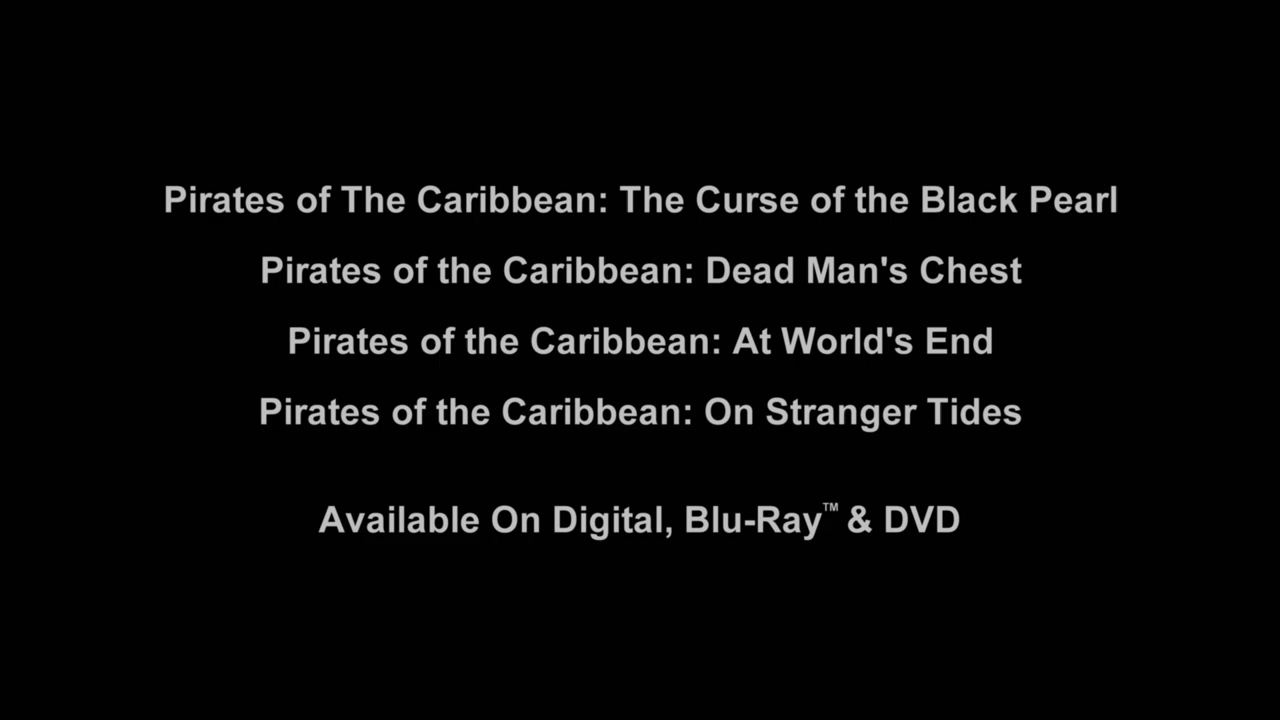 Pirates of The Caribbean: The Curse of the Black Pearl
Pirates of the Caribbean: Dead Man's Chest
Pirates of the Caribbean: At World's End
Pirates of the Caribbean: On Stranger Tides
Available On Digital, Blu-Ray™ & DVD